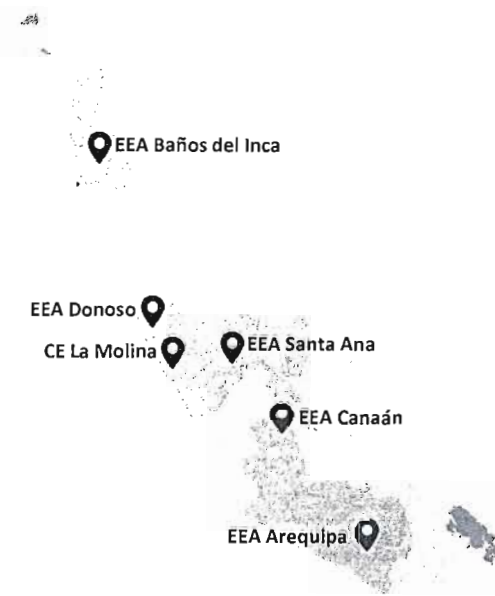 EEA Baños del Inca
EEA Donoso
CE La Molina
EEA Santa Ana
EEA Canaán
EEA Arequipa